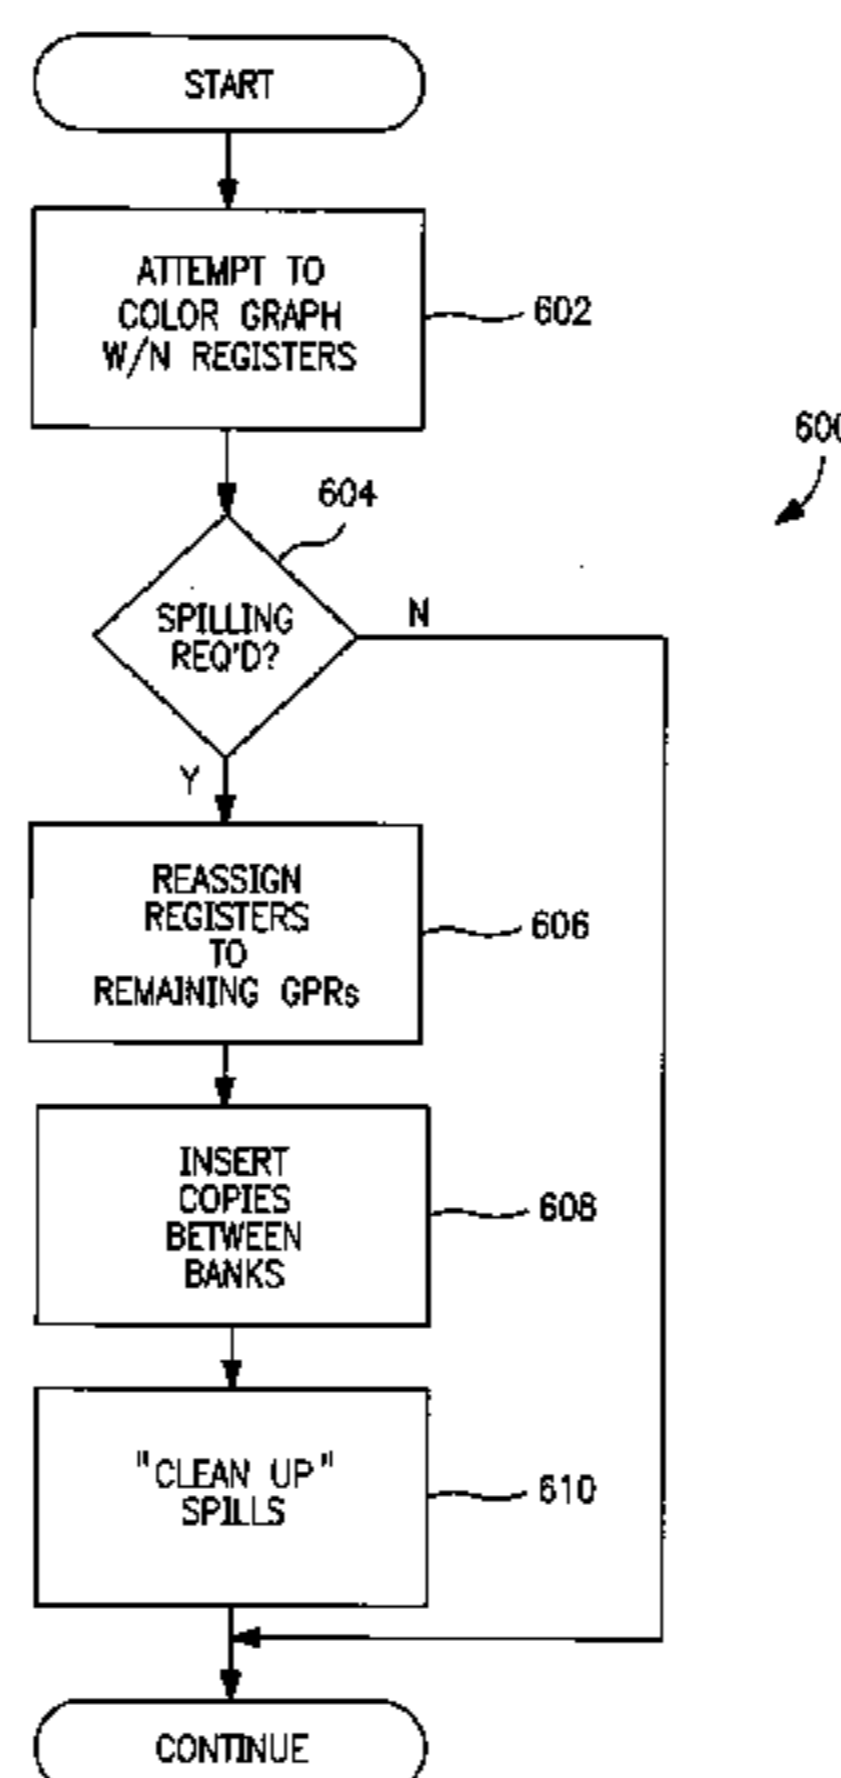 START
ATTEMPT TO
COLOR GRAPH
W/N REGISTERS
602
600
604
SPILLING
REQ'D?
N
Y
REASSIGN
REGISTERS
TO
REMAINING GPRs
606
INSERT
COPIES
BETWEEN
BANKS
608
"CLEAN UP"
SPILLS
610
CONTINUE